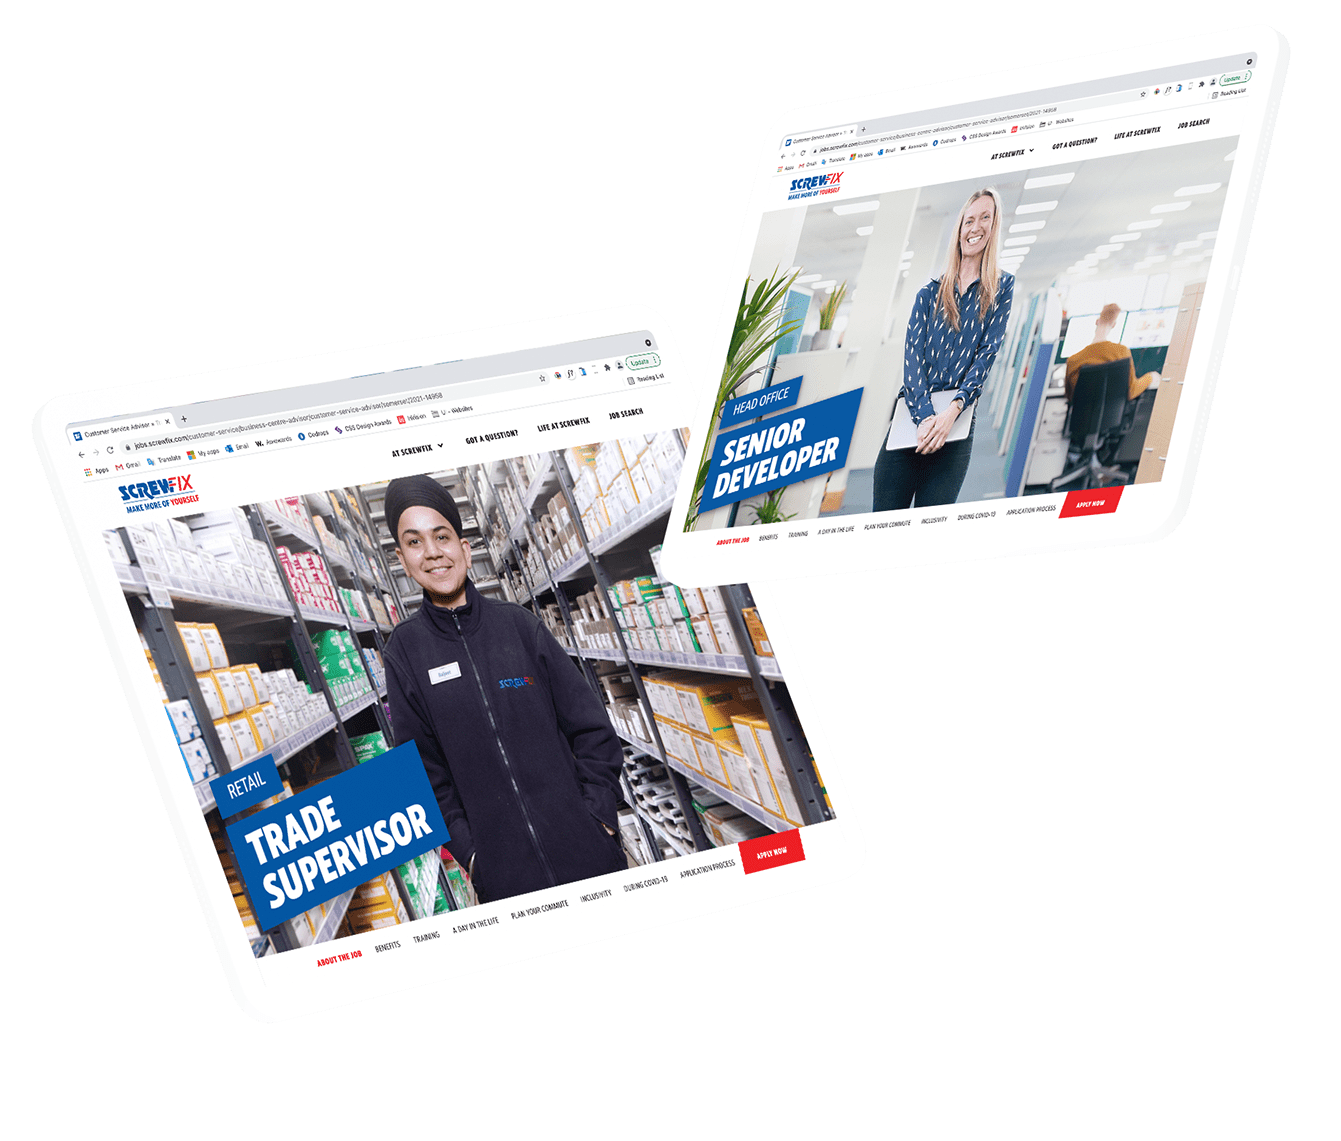 Customer Service Advisor
Update
jobs.screwfix.com/customer-service/business-centre-advisor/customer-service-advisor/somerset/2021-14958
Reading List
Apps Gmail Translate My apps Email Awwwards Codrops CSS Design Awards InVision U - Websites
AT SCREWFIX GOT A QUESTION? LIFE AT SCREWFIX JOB SEARCH
SCREWFIX
MAKE MORE OF YOURSELF
HEAD OFFICE
SENIOR
DEVELOPER
ABOUT THE JOB BENEFITS TRAINING A DAY IN THE LIFE PLAN YOUR COMMUTE INCLUSIVITY DURING COVID-19 APPLICATION PROCESS APPLY NOW
Customer Service Advisor
Update
jobs.screwfix.com/customer-service/business-centre-advisor/customer-service-advisor/somerset/2021-14958
Reading List
Apps Gmail Translate My apps Email Awwwards Codrops CSS Design Awards InVision U - Websites
AT SCREWFIX GOT A QUESTION? LIFE AT SCREWFIX JOB SEARCH
SCREWFIX
MAKE MORE OF YOURSELF
SCREWFIX
RETAIL
TRADE
SUPERVISOR
ABOUT THE JOB BENEFITS TRAINING A DAY IN THE LIFE PLAN YOUR COMMUTE INCLUSIVITY DURING COVID-19 APPLICATION PROCESS APPLY NOW